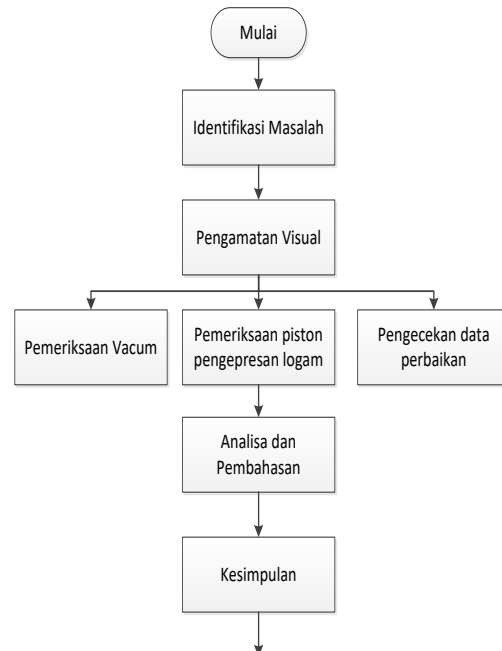 Mulai
Identifikasi Masalah
Pengamatan Visual
Pemeriksaan Vacum
Pemeriksaan piston
pengepresan logam
Pengecekan data
perbaikan
Analisa dan
Pembahasan
Kesimpulan